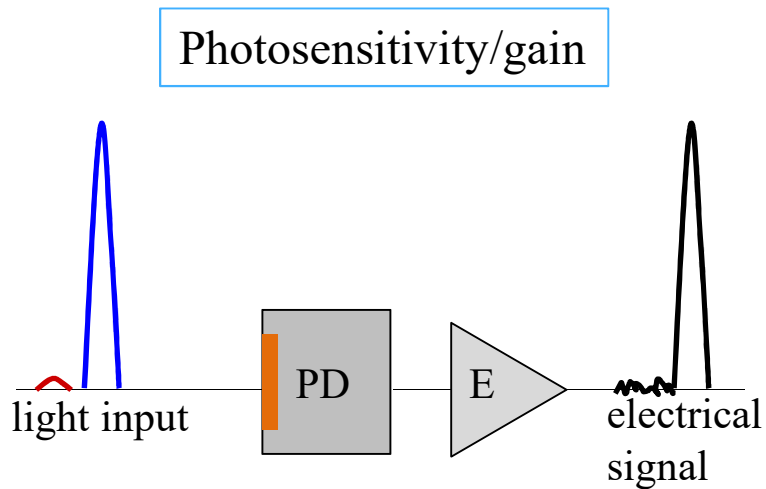 Photosensitivity/gain
PD
E
light input
electrical
signal